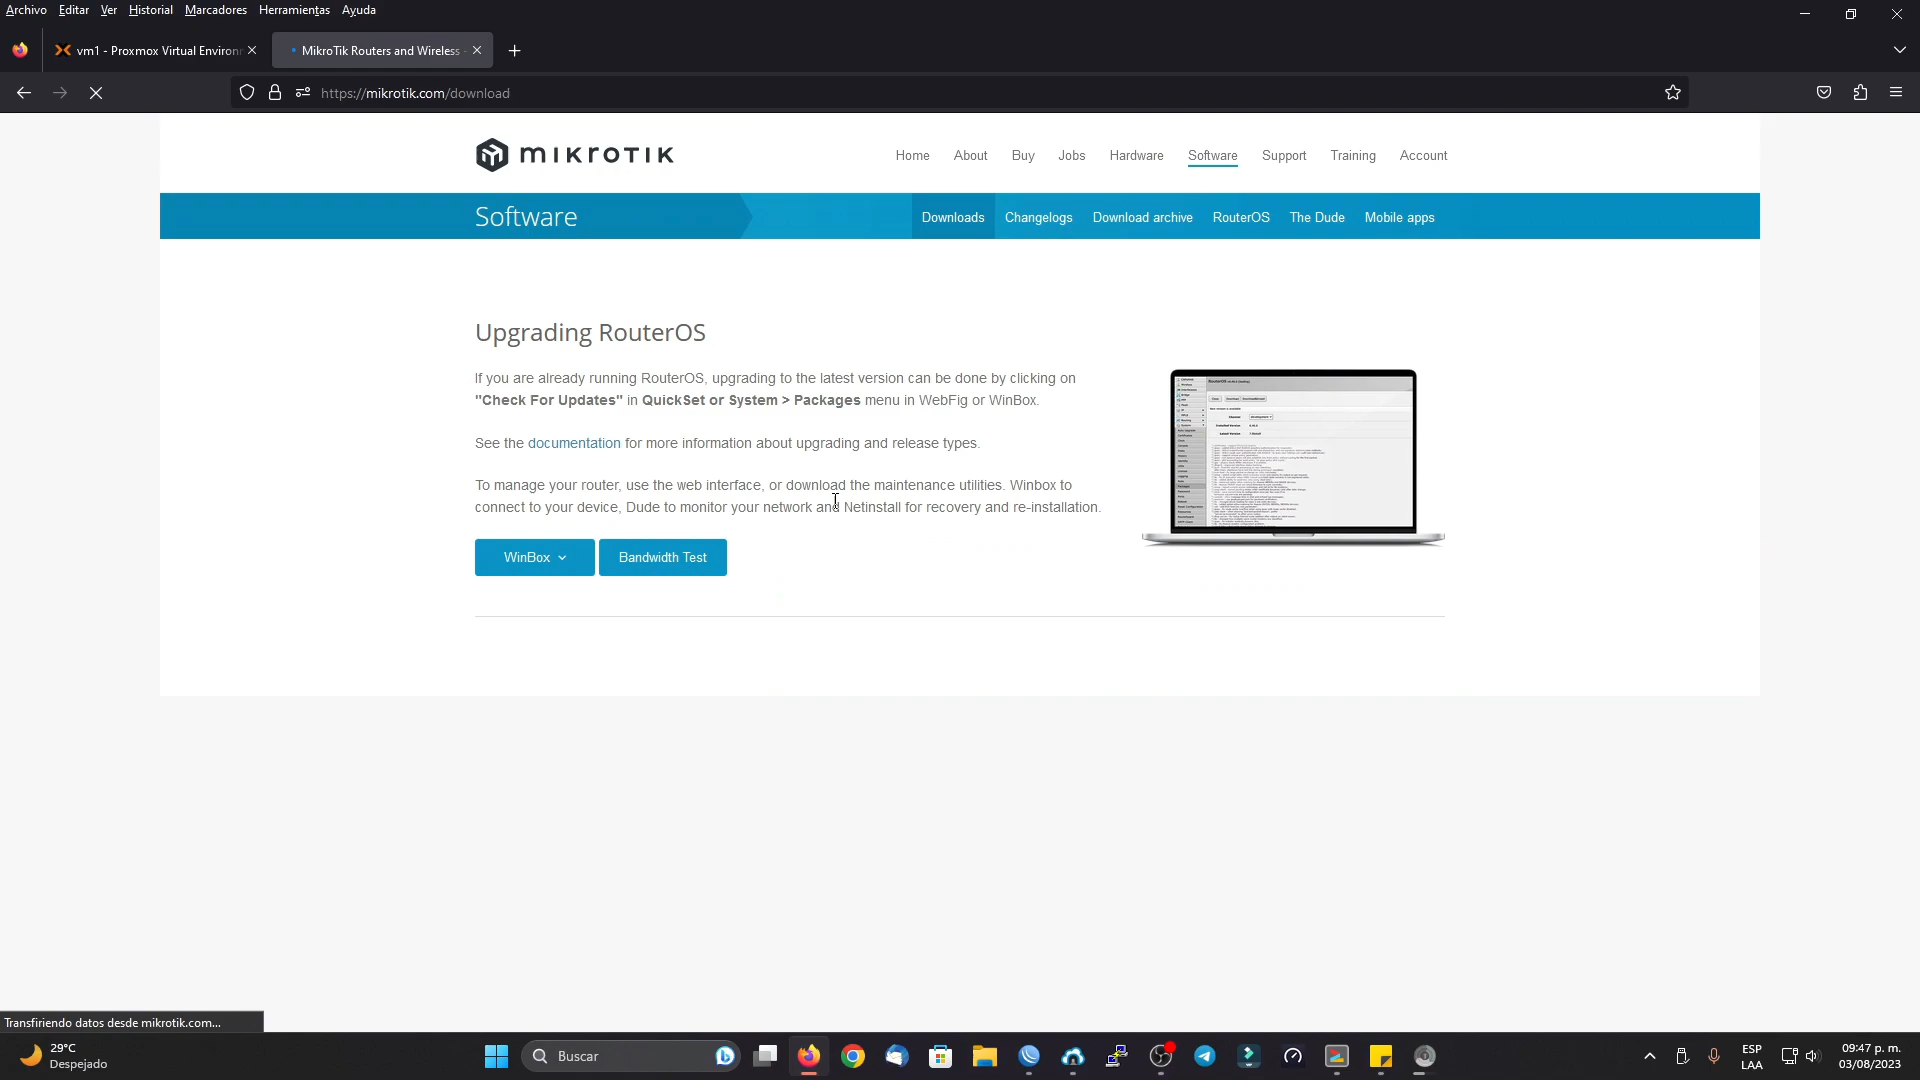 Archivo Editar Ver Historial Marcadores Herramientas Ayuda
vm1 - Proxmox Virtual Environ
MikroTik Routers and Wireless -
https://mikrotik.com/download
MIKROTIK
Home About Buy Jobs Hardware Software Support Training Account
Software
Downloads Changelogs Download archive RouterOS The Dude Mobile apps
Upgrading RouterOS
If you are already running RouterOS, upgrading to the latest version can be done by clicking on
"Check For Updates" in QuickSet or System > Packages menu in WebFig or WinBox.
See the documentation for more information about upgrading and release types.
To manage your router, use the web interface, or download the maintenance utilities. Winbox to
connect to your device, Dude to monitor your network and Netinstall for recovery and re-installation.
WinBox Bandwidth Test
Transfiriendo datos desde mikrotik.com...
29°C
Despejado
Buscar
ESP
LAA
09:47 p. m.
03/08/2023